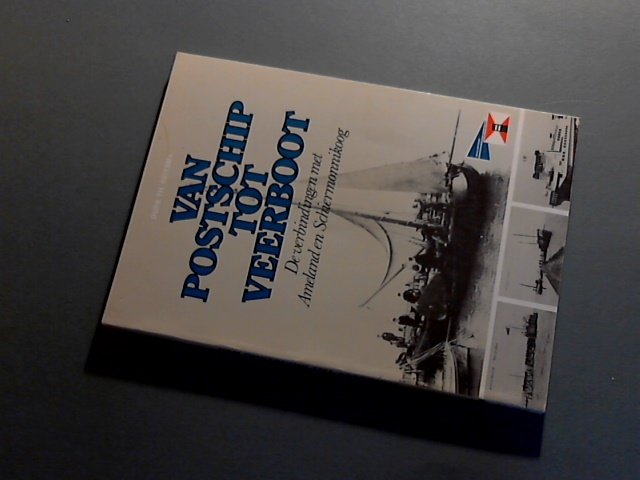 VAN
POSTSCHIP
TOT
VEERBOOT
De verbindingen met
Ameland en Schiermonnikoog